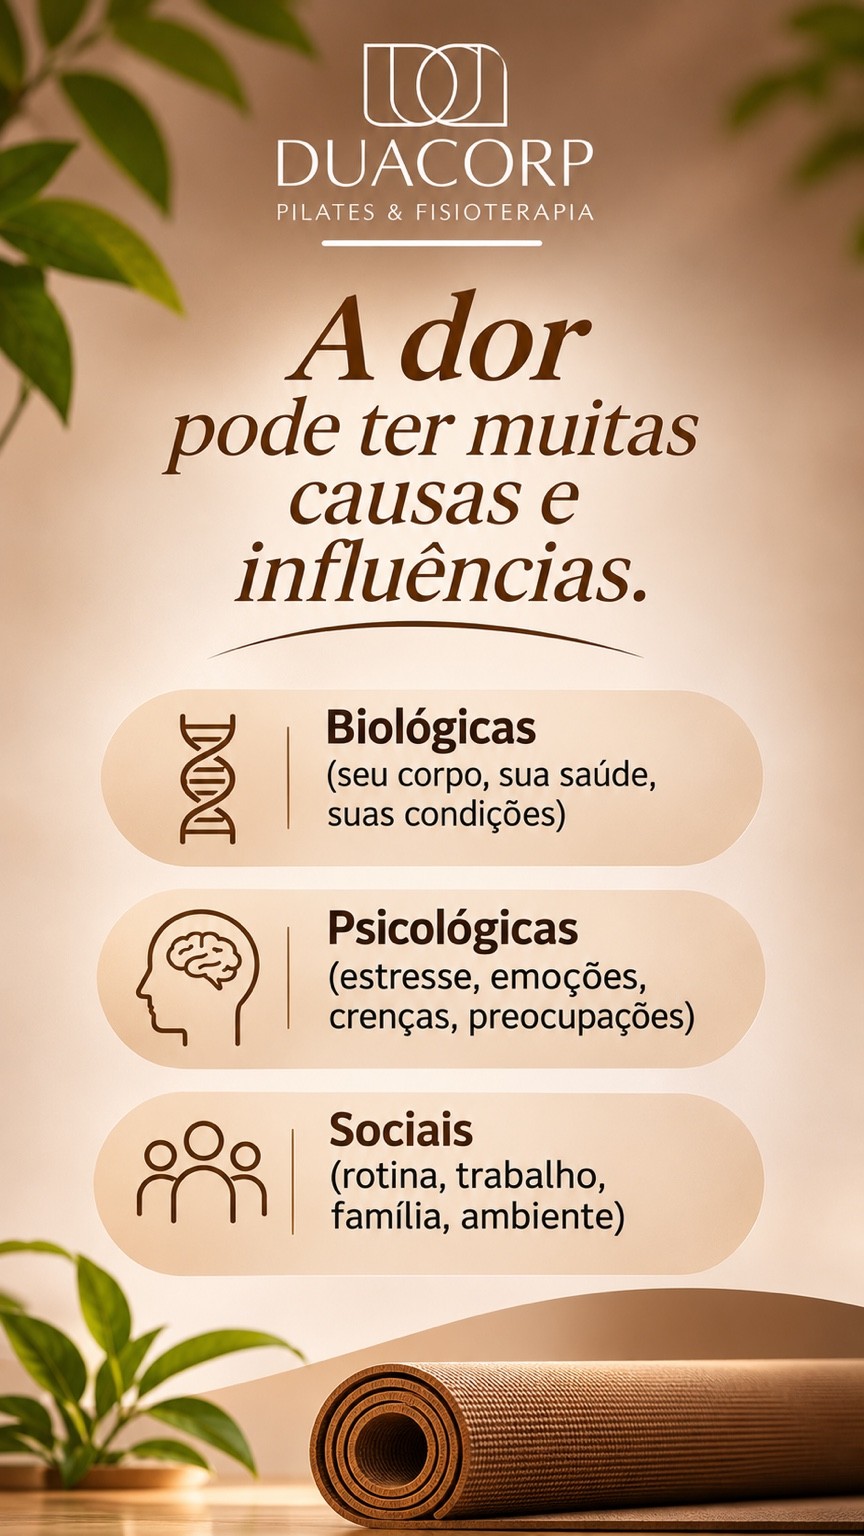 DUACORP
PILATES & FISIOTERAPIA
A dor
pode ter muitas
causas e
influências.
Biológicas
(seu corpo, sua saúde,
suas condições)
Psicológicas
(estresse, emoções,
crenças, preocupações)
Sociais
(rotina, trabalho,
família, ambiente)